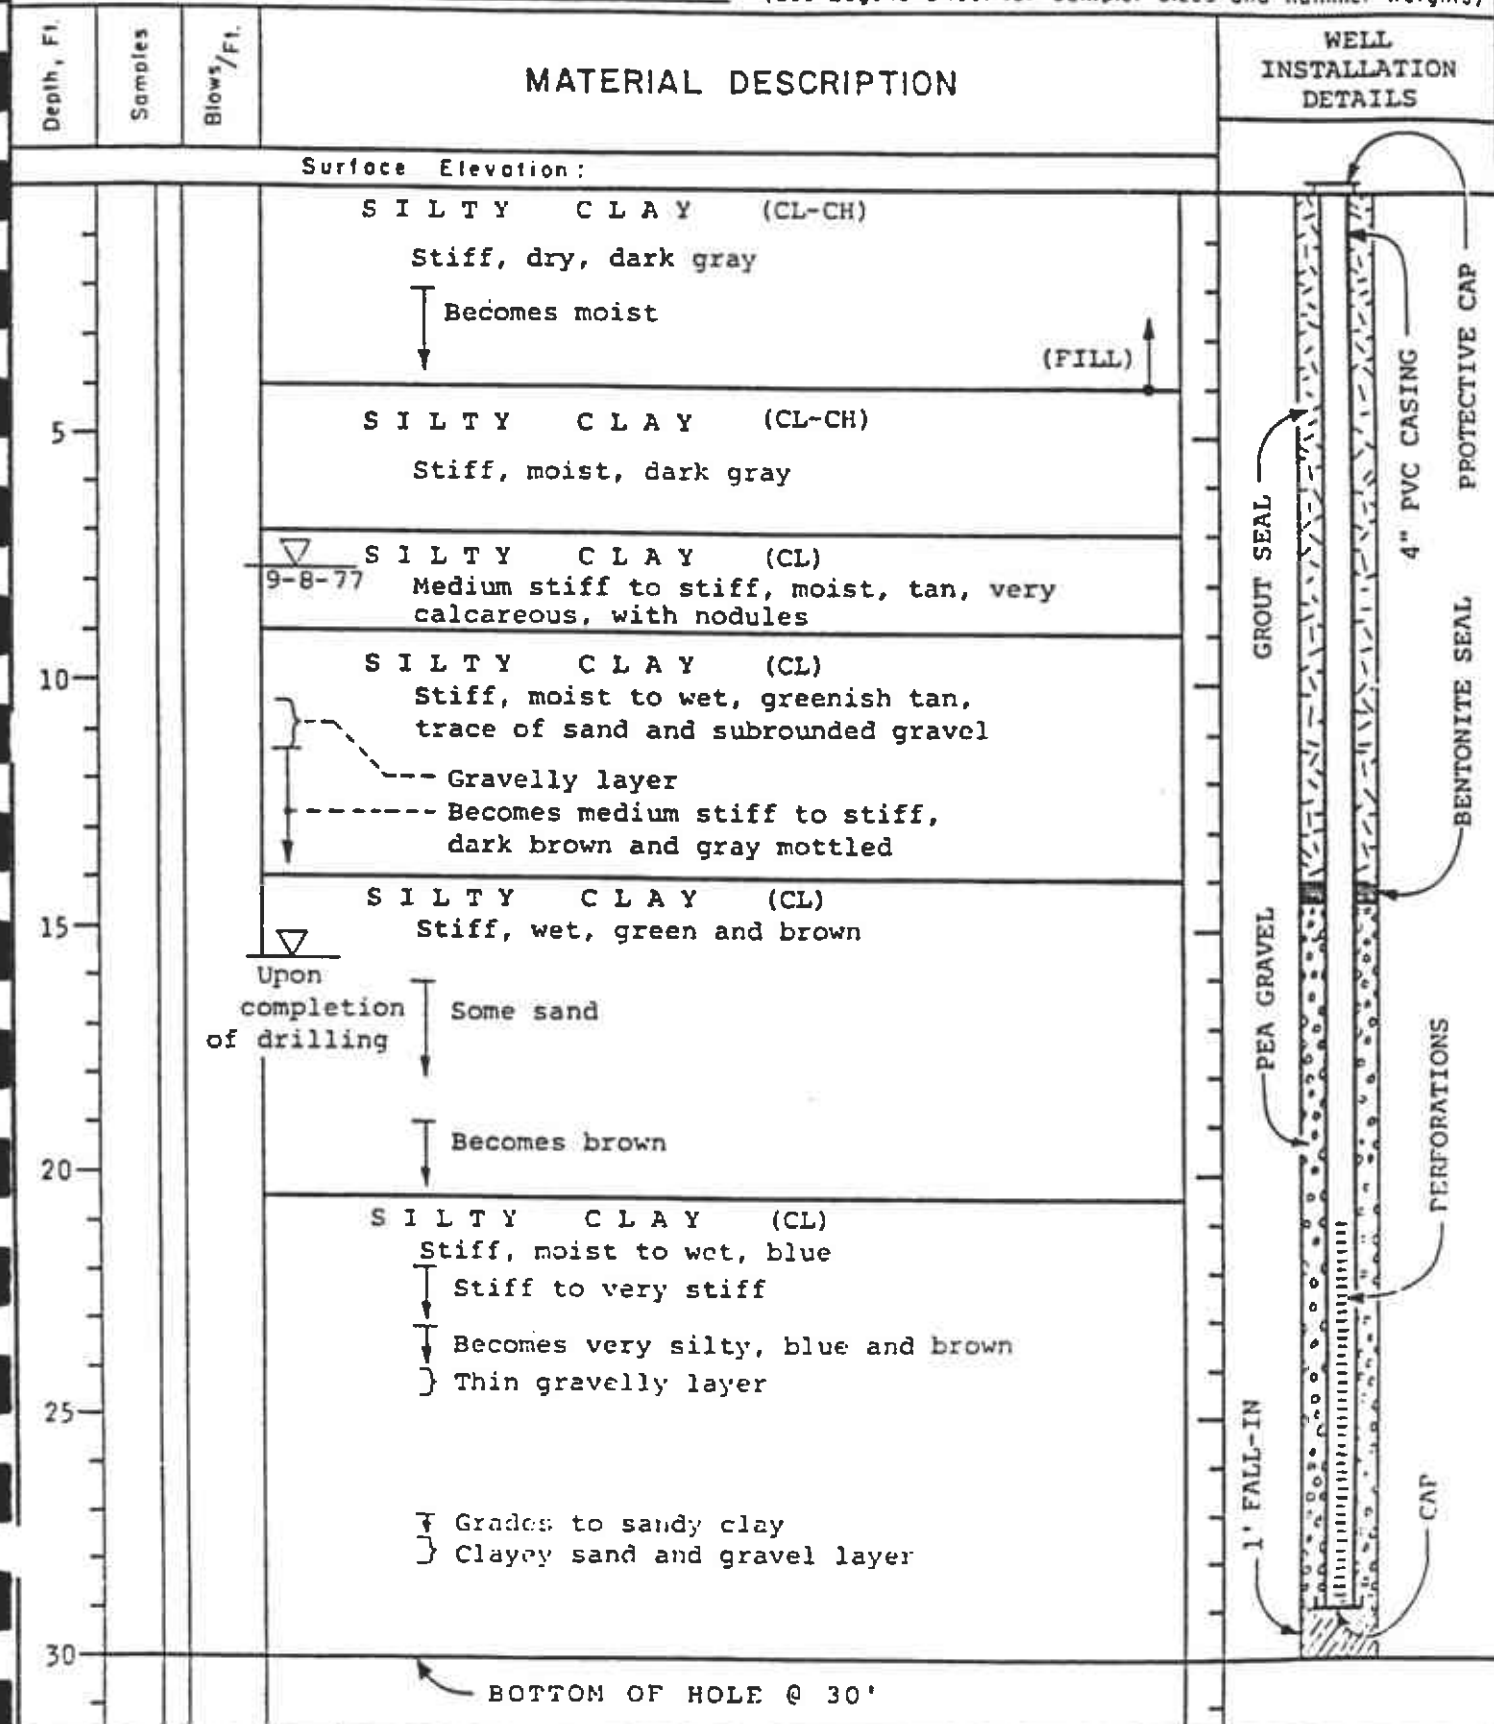 Depth, Ft.
Samples
Blows/Ft.
MATERIAL DESCRIPTION
WELL
INSTALLATION
DETAILS
Surface Elevation:
SILTY CLAY (CL-CH)
Stiff, dry, dark gray
Becomes moist
(FILL)
SILTY CLAY (CL-CH)
5
Stiff, moist, dark gray
SILTY CLAY (CL)
9-8-77
Medium stiff to stiff, moist, tan, very
calcareous, with nodules
SILTY CLAY (CL)
10
Stiff, moist to wet, greenish tan,
trace of sand and subrounded gravel
Gravelly layer
Becomes medium stiff to stiff,
dark brown and gray mottled
SILTY CLAY (CL)
15
Stiff, wet, green and brown
Upon
completion
of drilling
Some sand
Becomes brown
20
SILTY CLAY (CL)
Stiff, moist to wet, blue
Stiff to very stiff
Becomes very silty, blue and brown
Thin gravelly layer
25
Grades to sandy clay
Clayey sand and gravel layer
30
BOTTOM OF HOLE @ 30'
PROTECTIVE CAP
4" PVC CASING
GROUT SEAL
BENTONITE SEAL
PEA GRAVEL
PERFORATIONS
1' FALL-IN
CAP